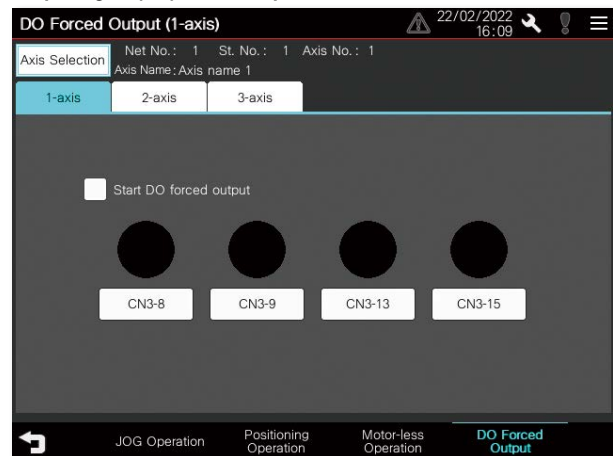 DO Forced Output (1-axis)
22/02/2022
16:09
Axis Selection
Net No.: 1 St. No.: 1 Axis No.: 1
Axis Name:Axis name 1
1-axis 2-axis 3-axis
Start DO forced output
CN3-8 CN3-9 CN3-13 CN3-15
JOG Operation
Positioning
Operation
Motor-less
Operation
DO Forced
Output